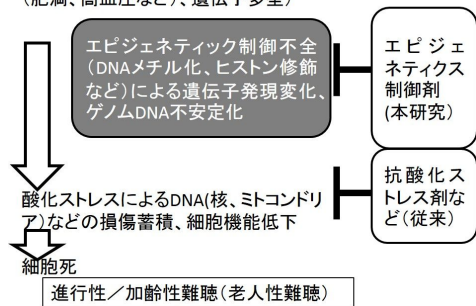 (肥満、高血圧など)、遺伝子多型)
エピジェネティック制御不全
(DNAメチル化、ヒストン修飾
など)による遺伝子発現変化、
ゲノムDNA不安定化
エピジェ
ネティクス
制御剤
(本研究)
酸化ストレスによるDNA(核、ミトコンドリ
ア)などの損傷蓄積、細胞機能低下
抗酸化ス
トレス剤な
ど(従来)
細胞死
進行性／加齢性難聴(老人性難聴)